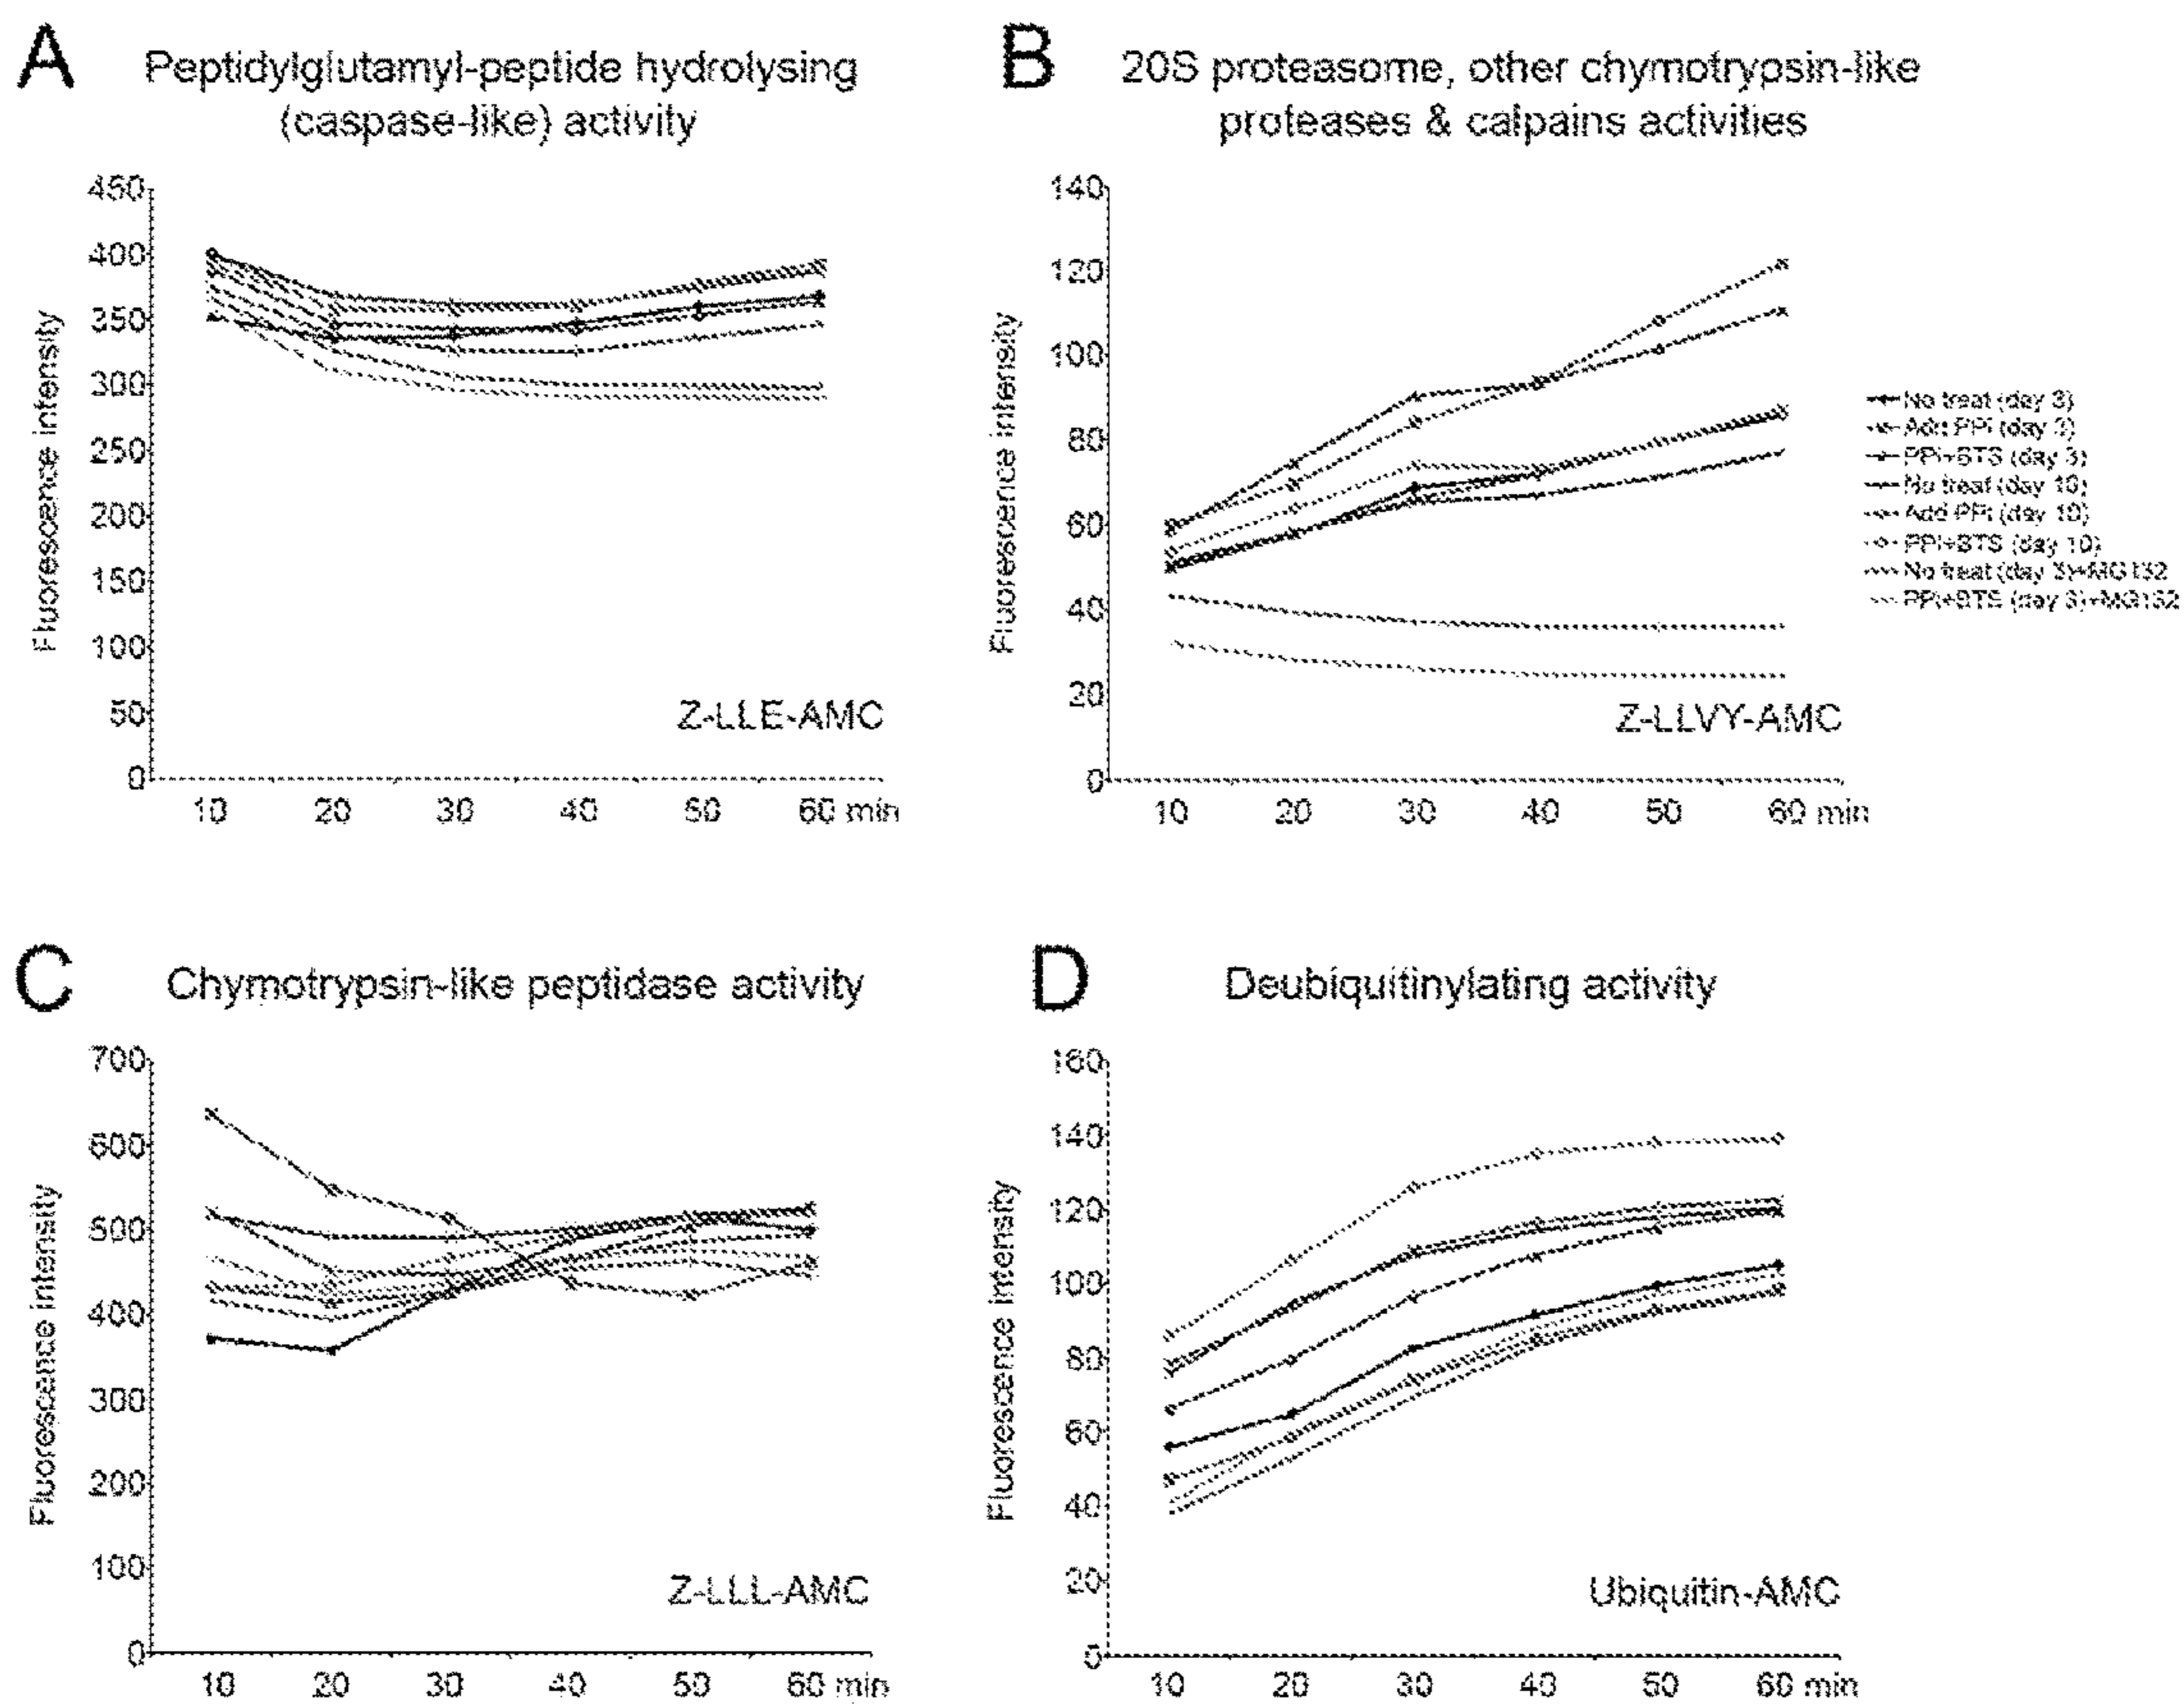 A
Peptidylglutamyl-peptide hydrolysing
(caspase-like) activity
450
400
350
300
250
200
150
100
50
0
Fluorescence intensity
10 20 30 40 50 60 min
Z-LLE-AMC
B
20S proteasome, other chymotrypsin-like
proteases & calpains activities
140
120
100
80
60
40
20
0
Fluorescence intensity
10 20 30 40 50 60 min
Z-LLVY-AMC
No treat (day 3)
Add PPi (day 3)
PPi+BTS (day 3)
No treat (day 10)
Add PPi (day 10)
PPi+BTS (day 10)
No treat (day 3)+MG132
PPi+BTS (day 3)+MG132
C
Chymotrypsin-like peptidase activity
700
600
500
400
300
200
100
0
Fluorescence intensity
10 20 30 40 50 60 min
Z-LLL-AMC
D
Deubiquitinylating activity
160
140
120
100
80
60
40
20
0
Fluorescence intensity
10 20 30 40 50 60 min
Ubiquitin-AMC